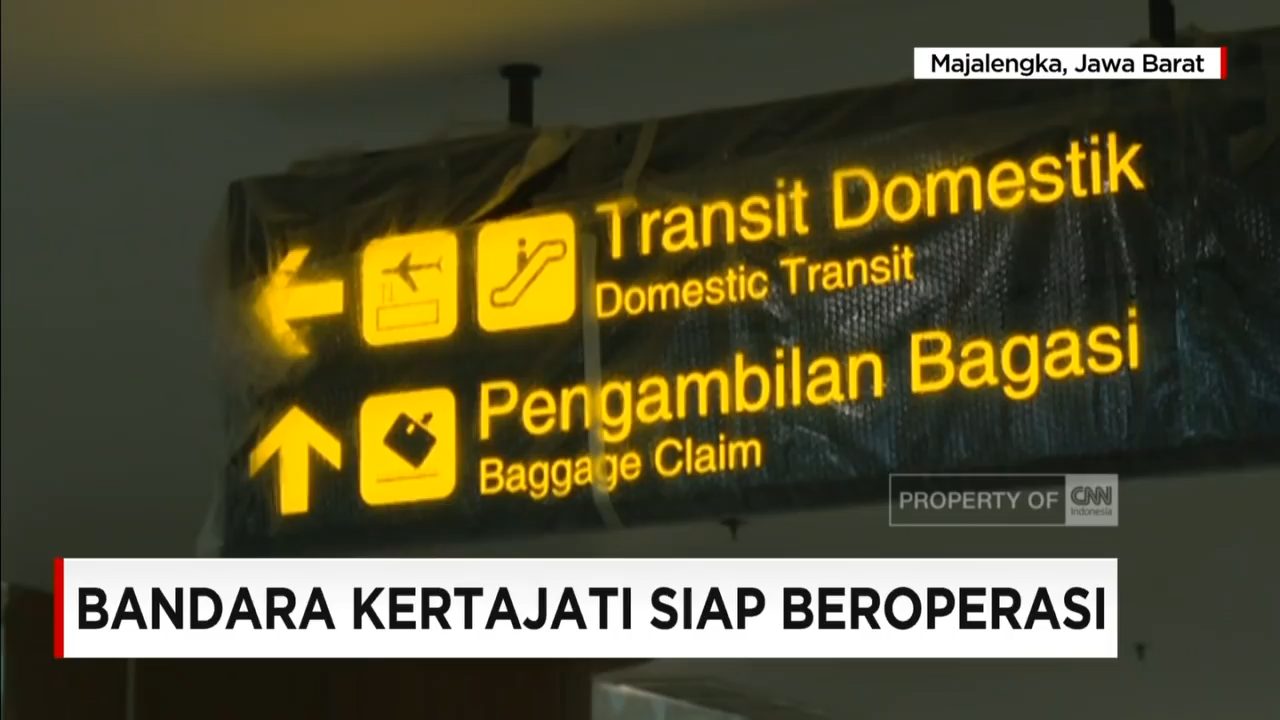 Majalengka, Jawa Barat
Transit Domestik
Domestic Transit
Pengambilan Bagasi
Baggage Claim
PROPERTY OF CNN Indonesia
BANDARA KERTAJATI SIAP BEROPERASI